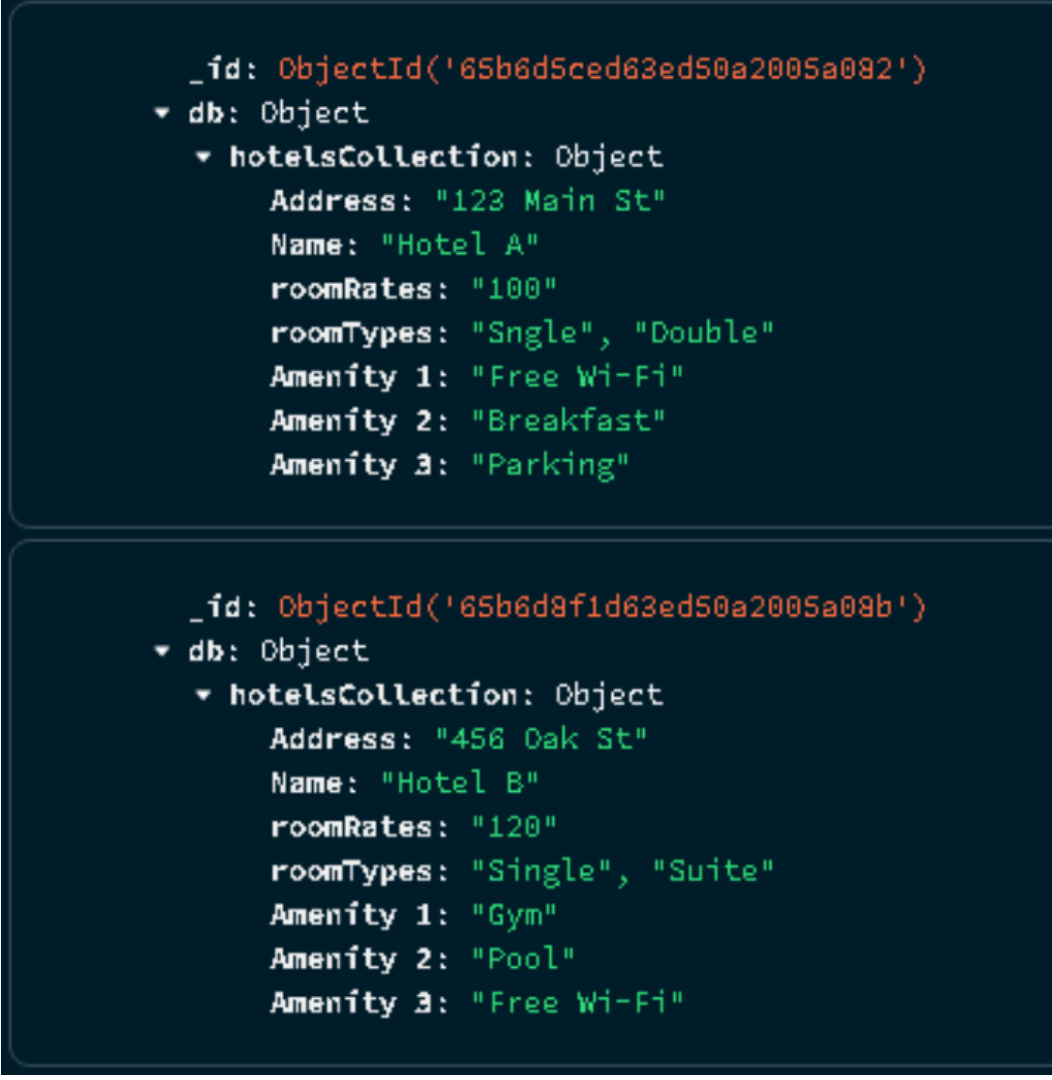 _id: ObjectId('65b6d5ced63ed50a2005a082')
db: Object
hotelsCollection: Object
Address: "123 Main St"
Name: "Hotel A"
roomRates: "100"
roomTypes: "Sngle", "Double"
Amenity 1: "Free Wi-Fi"
Amenity 2: "Breakfast"
Amenity 3: "Parking"
_id: ObjectId('65b6d8f1d63ed50a2005a08b')
db: Object
hotelsCollection: Object
Address: "456 Oak St"
Name: "Hotel B"
roomRates: "120"
roomTypes: "Single", "Suite"
Amenity 1: "Gym"
Amenity 2: "Pool"
Amenity 3: "Free Wi-Fi"